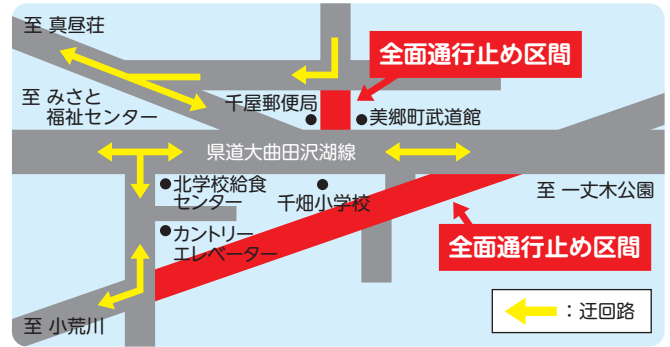 至 真昼荘
全面通行止め区間
至 みさと
福祉センター
千屋郵便局
美郷町武道館
県道大曲田沢湖線
北学校給食
センター
千畑小学校
至 一丈木公園
カントリー
エレベーター
全面通行止め区間
：迂回路
至 小荒川